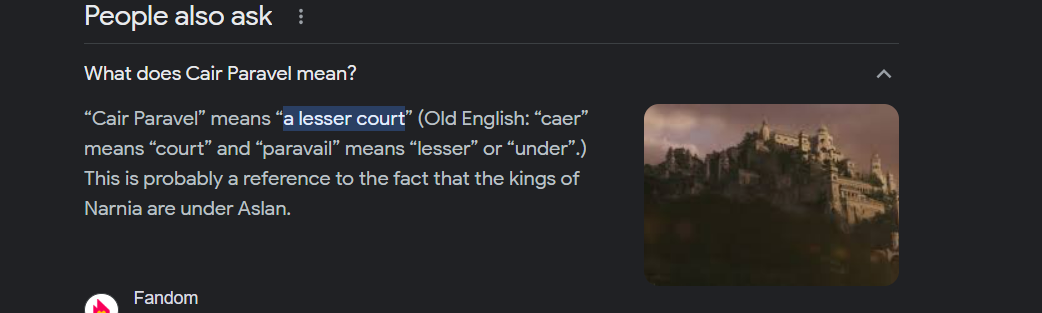 People also ask
What does Cair Paravel mean?
“Cair Paravel” means “a lesser court” (Old English: “caer”
means “court” and “paravail” means “lesser” or “under”.)
This is probably a reference to the fact that the kings of
Narnia are under Aslan.
Fandom